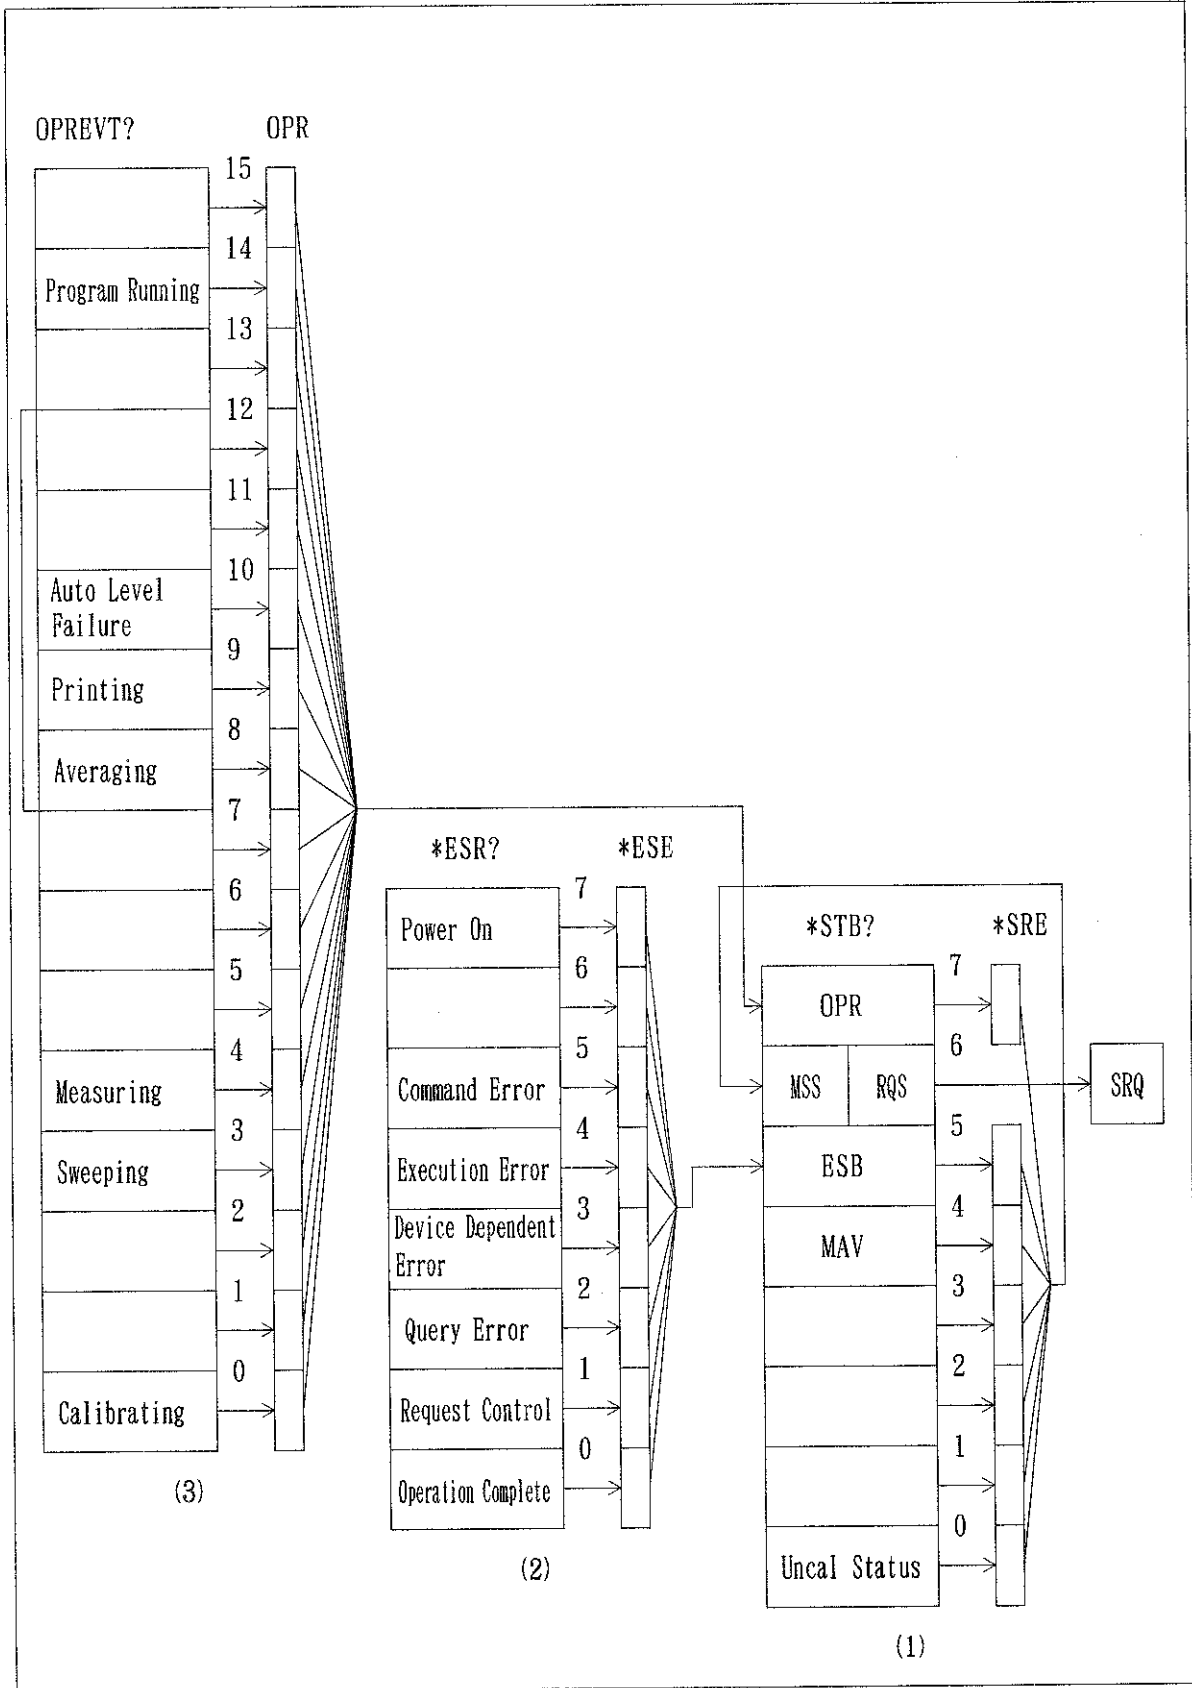 OPREVT?
OPR
15
14
Program Running
13
12
11
10
Auto Level
Failure
9
Printing
8
Averaging
7
6
5
4
Measuring
3
Sweeping
2
1
0
Calibrating
(3)
*ESR?
*ESE
7
Power On
6
5
Command Error
4
Execution Error
3
Device Dependent
Error
2
Query Error
1
Request Control
0
Operation Complete
(2)
*STB?
*SRE
7
OPR
6
MSS
RQS
SRQ
5
ESB
4
MAV
3
2
1
0
Uncal Status
(1)